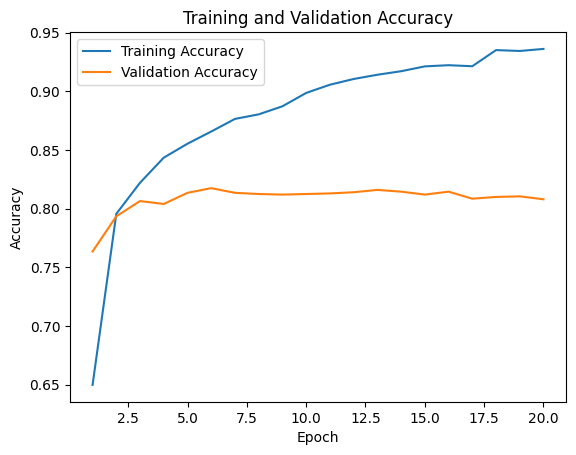 Training and Validation Accuracy
Training Accuracy
Validation Accuracy
Accuracy
0.95
0.90
0.85
0.80
0.75
0.70
0.65
2.5 5.0 7.5 10.0 12.5 15.0 17.5 20.0
Epoch